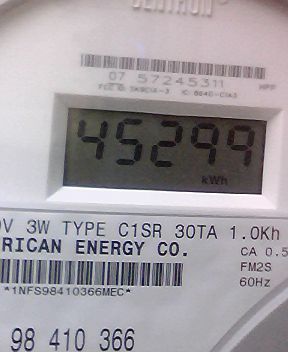 CENTRON
07 57245311
45299
kWh
V 3W TYPE C1SR 30TA 1.0Kh
RICAN ENERGY CO.
CA 0.5
FM2S
60Hz
*1NFS98410366MEC*
98 410 366